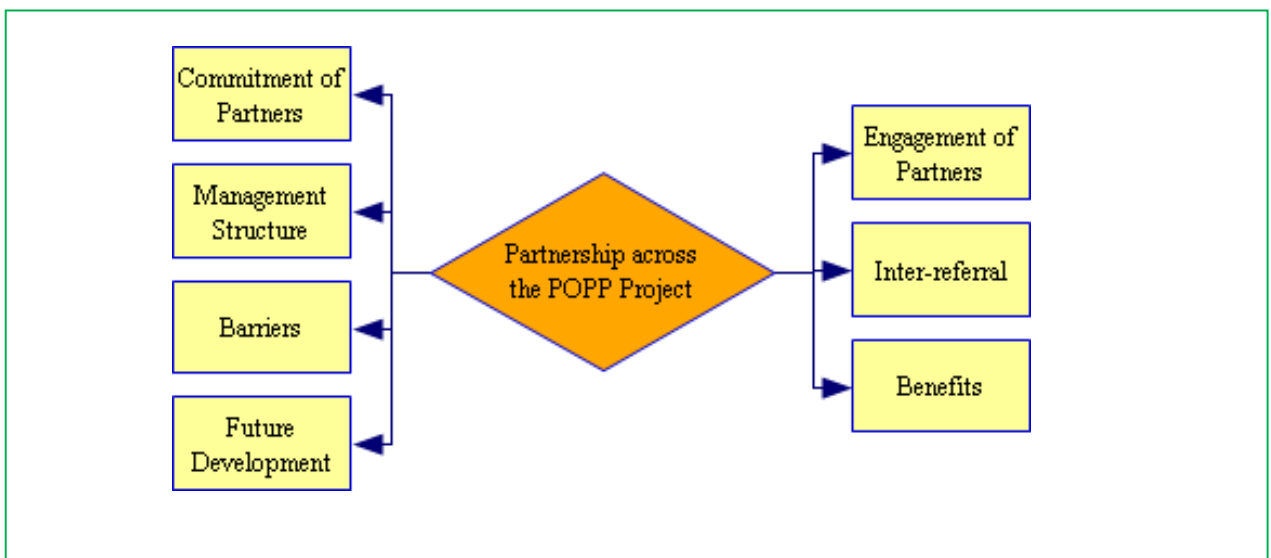 Commitment of
Partners
Management
Structure
Barriers
Future
Development
Partnership across
the POPP Project
Engagement of
Partners
Inter-referral
Benefits